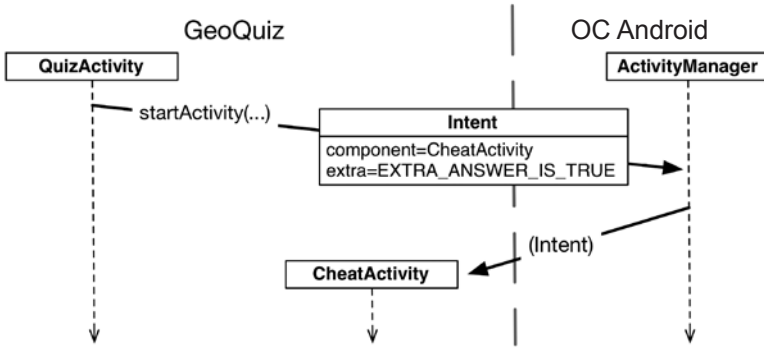 GeoQuiz
OC Android
QuizActivity
ActivityManager
startActivity(...)
Intent
component=CheatActivity
extra=EXTRA_ANSWER_IS_TRUE
(Intent)
CheatActivity